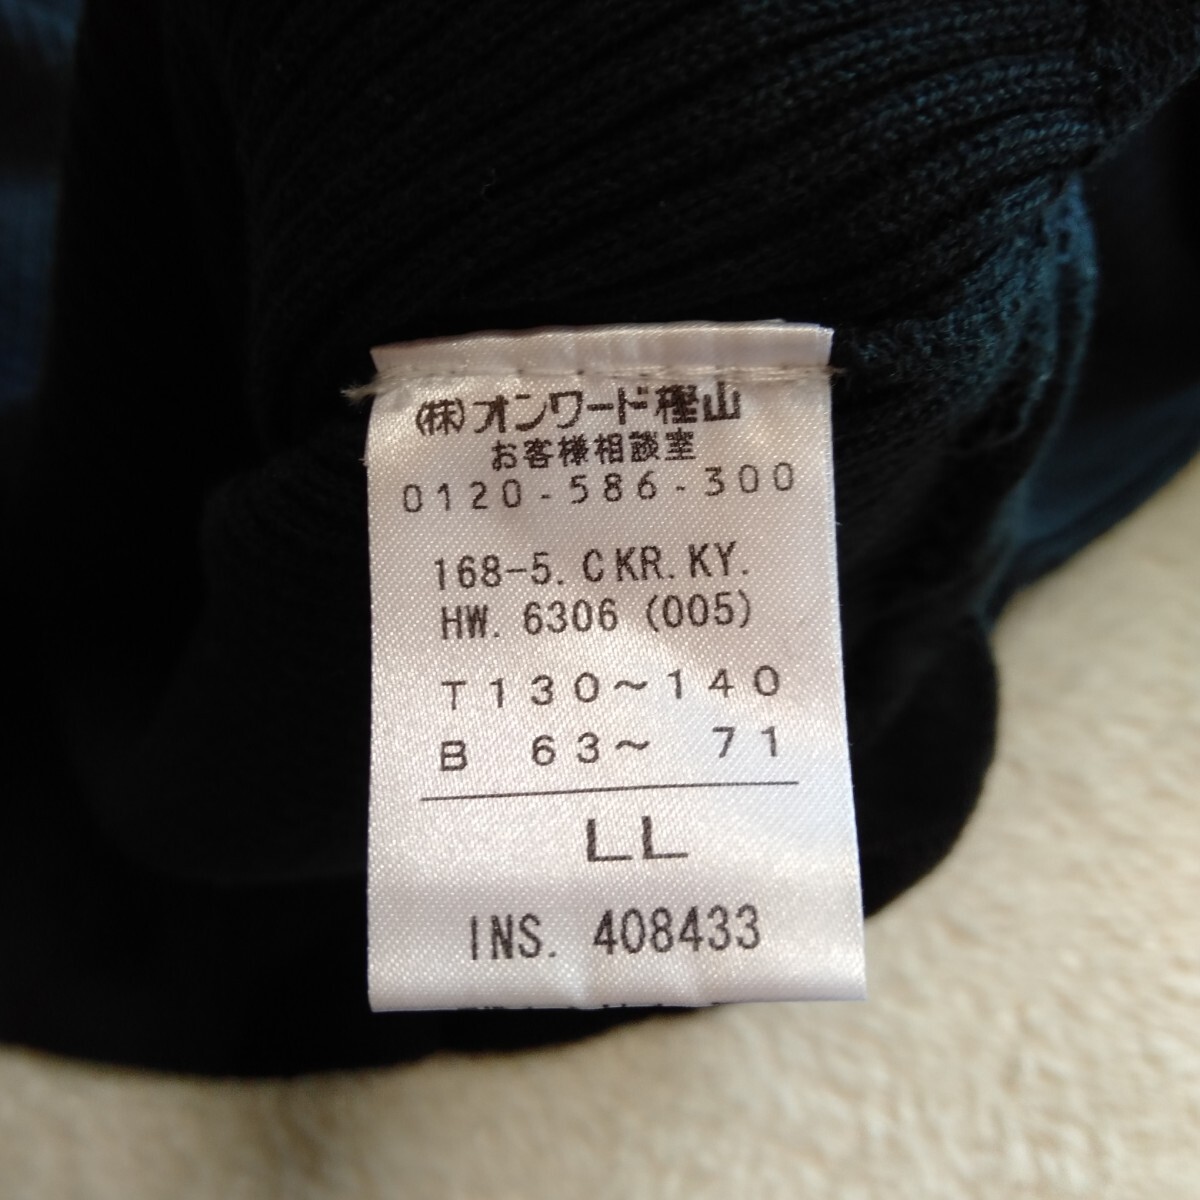 (株)オンワード樫山
お客様相談室
0120-586-300
168-5. CKR. KY.
HW. 6306 (005)
T130～140
B 63～ 71
LL
INS. 408433